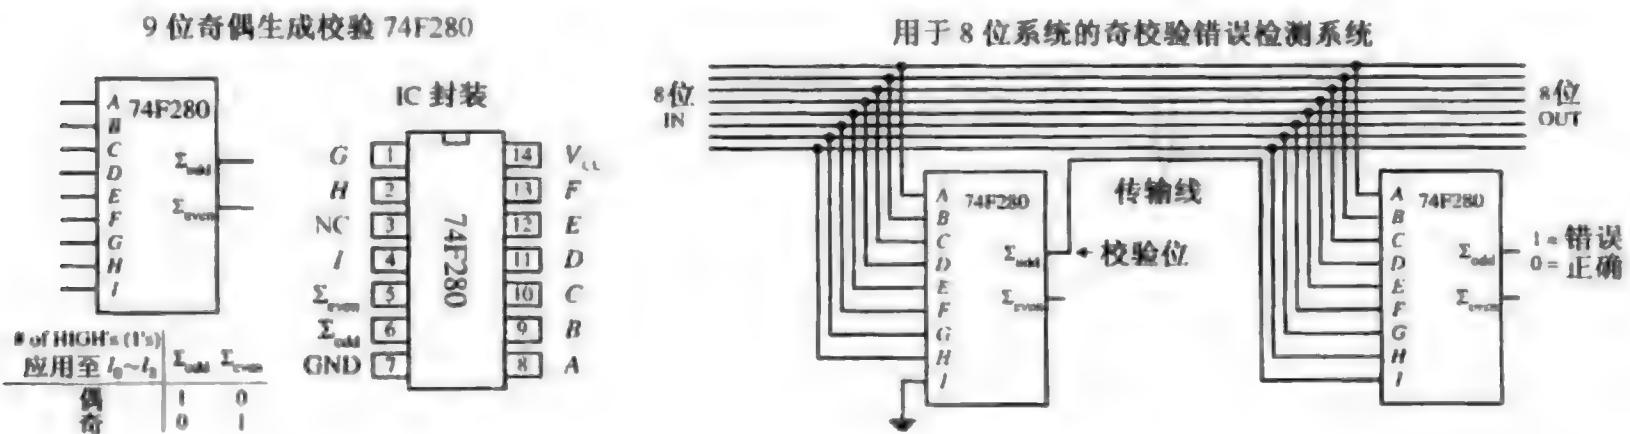 9 位奇偶生成校验 74F280
74F280
A
B
C
D
E
F
G
H
I
Σodd
Σeven
# of HIGH's (1's)
应用至 I0~I8 Σodd Σeven
偶 1 0
奇 0 1
IC 封装
G 1 14 VCC
H 2 13 F
NC 3 12 E
I 4 11 D
Σeven 5 10 C
Σodd 6 9 B
GND 7 8 A
74F280
用于 8 位系统的奇校验错误检测系统
8位
IN
8位
OUT
74F280
A
B
C
D
E
F
G
H
I
Σodd
Σeven
传输线
校验位
74F280
A
B
C
D
E
F
G
H
I
Σodd
Σeven
1 = 错误
0 = 正确